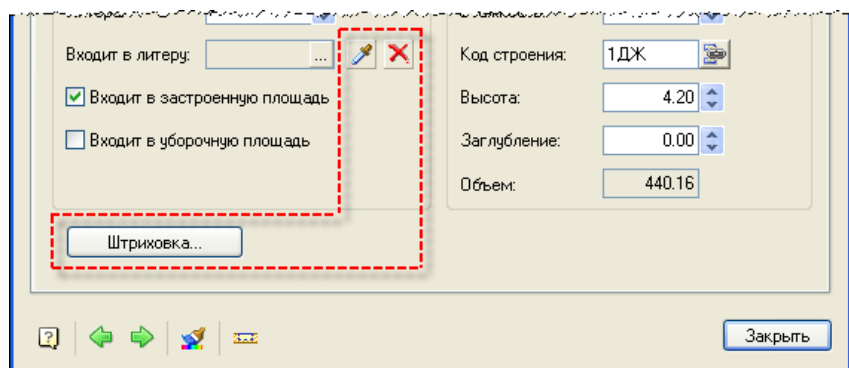 Входит в литеру: ...
Входит в застроенную площадь
Входит в уборочную площадь
Код строения: 1ДЖ
Высота: 4.20
Заглубление: 0.00
Объем: 440.16
Штриховка...
Закрыть